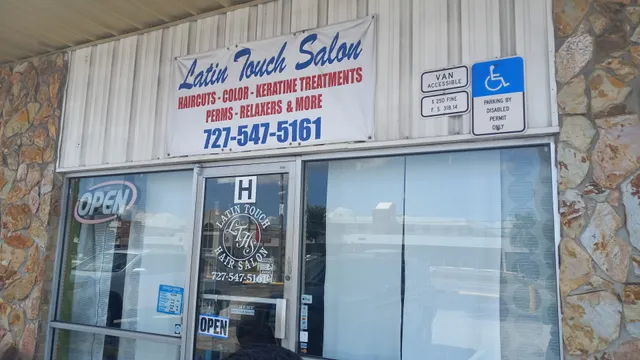 Latin Touch Salon
HAIRCUTS - COLOR - KERATINE TREATMENTS
PERMS - RELAXERS & MORE
727-547-5161
VAN
ACCESSIBLE
$ 250 FINE
F. S. 318.14
PARKING BY
DISABLED
PERMIT
ONLY
OPEN
H
LATIN TOUCH
HAIR SALON
727-547-5161
OPEN